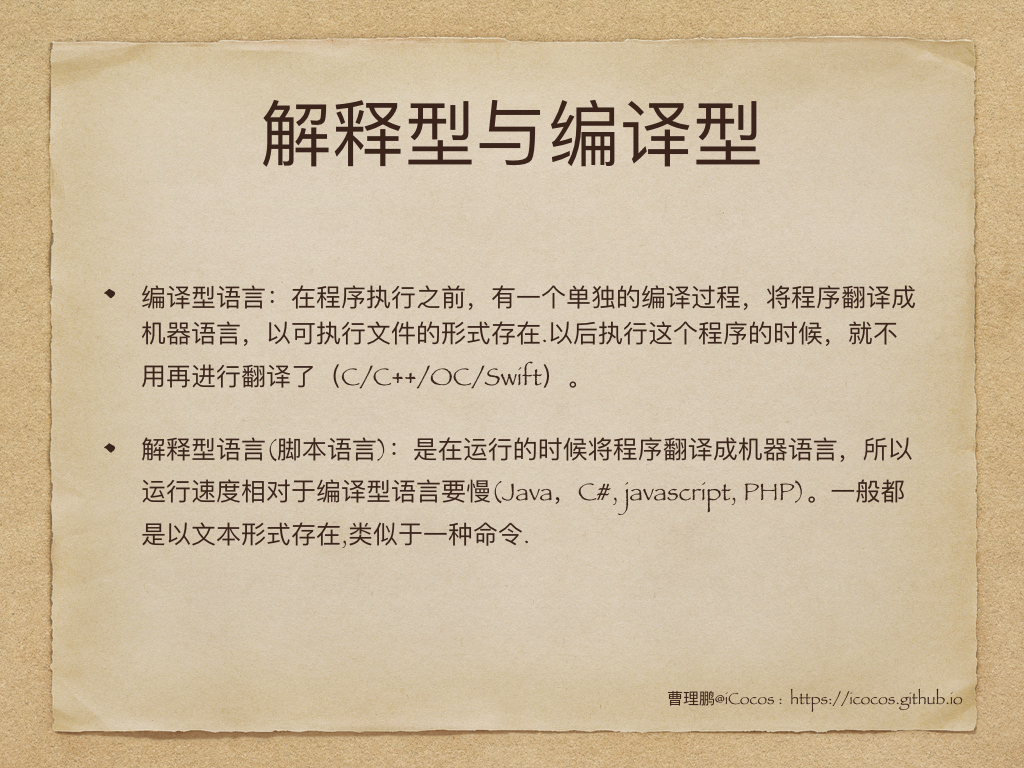 解释型与编译型
编译型语言：在程序执行之前，有一个单独的编译过程，将程序翻译成
机器语言，以可执行文件的形式存在.以后执行这个程序的时候，就不
用再进行翻译了（C/C++/OC/Swift）。
解释型语言(脚本语言)：是在运行的时候将程序翻译成机器语言，所以
运行速度相对于编译型语言要慢(Java，C#, javascript, PHP)。一般都
是以文本形式存在,类似于一种命令.
曹理鹏@iCocos : https://icocos.github.io